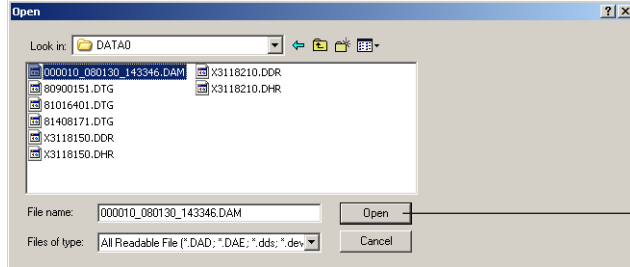 Open
Look in: DATA0
000010_080130_143346.DAM X3118210.DDR
80900151.DTG X3118210.DHR
81016401.DTG
81408171.DTG
X3118150.DDR
X3118150.DHR
File name: 000010_080130_143346.DAM Open
Files of type: All Readable File (*.DAD; *.DAE; *.dds; *.dev Cancel